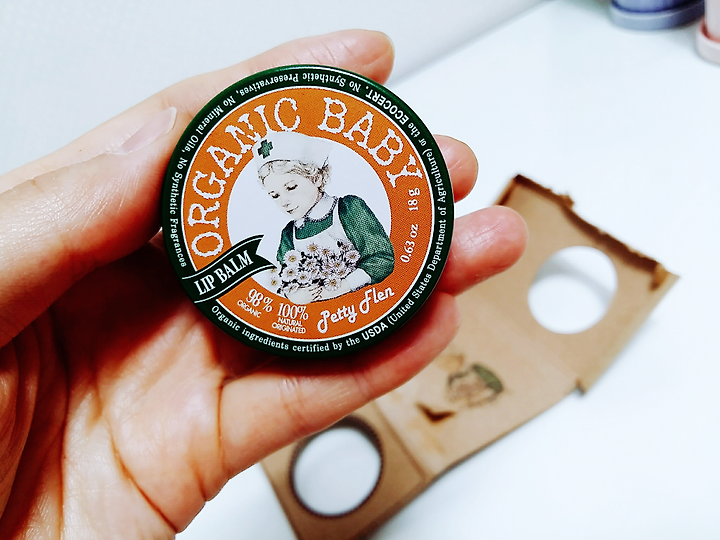 ORGANIC BABY
LIP BALM
98%
ORGANIC
100%
NATURAL
ORIGINATED
Petty Flen
0.63 oz 18 g
No Synthetic Fragrances, No Mineral Oils, No Synthetic Preservatives,
Organic ingredients certified by the USDA (United States Department of Agriculture) or the ECOCERT.